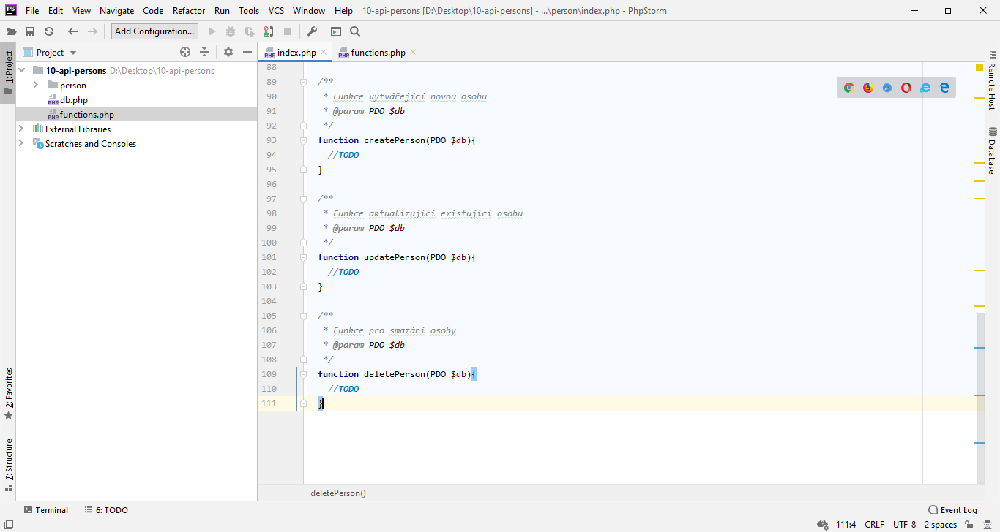 PS File Edit View Navigate Code Refactor Run Tools VCS Window Help 10-api-persons [D:\Desktop\10-api-persons] - ...\person\index.php - PhpStorm
Add Configuration...
1: Project
Project
index.php
functions.php
10-api-persons D:\Desktop\10-api-persons
person
db.php
functions.php
External Libraries
Scratches and Consoles
88
89 /**
90 * Funkce vytvářející novou osobu
91 * @param PDO $db
92 */
93 function createPerson(PDO $db){
94 //TODO
95 }
96
97 /**
98 * Funkce aktualizující existující osobu
99 * @param PDO $db
100 */
101 function updatePerson(PDO $db){
102 //TODO
103 }
104
105 /**
106 * Funkce pro smazání osoby
107 * @param PDO $db
108 */
109 function deletePerson(PDO $db){
110 //TODO
111 }
deletePerson()
Remote Host
Database
2: Favorites
7: Structure
Terminal
6: TODO
Event Log
111:4 CRLF UTF-8 2 spaces